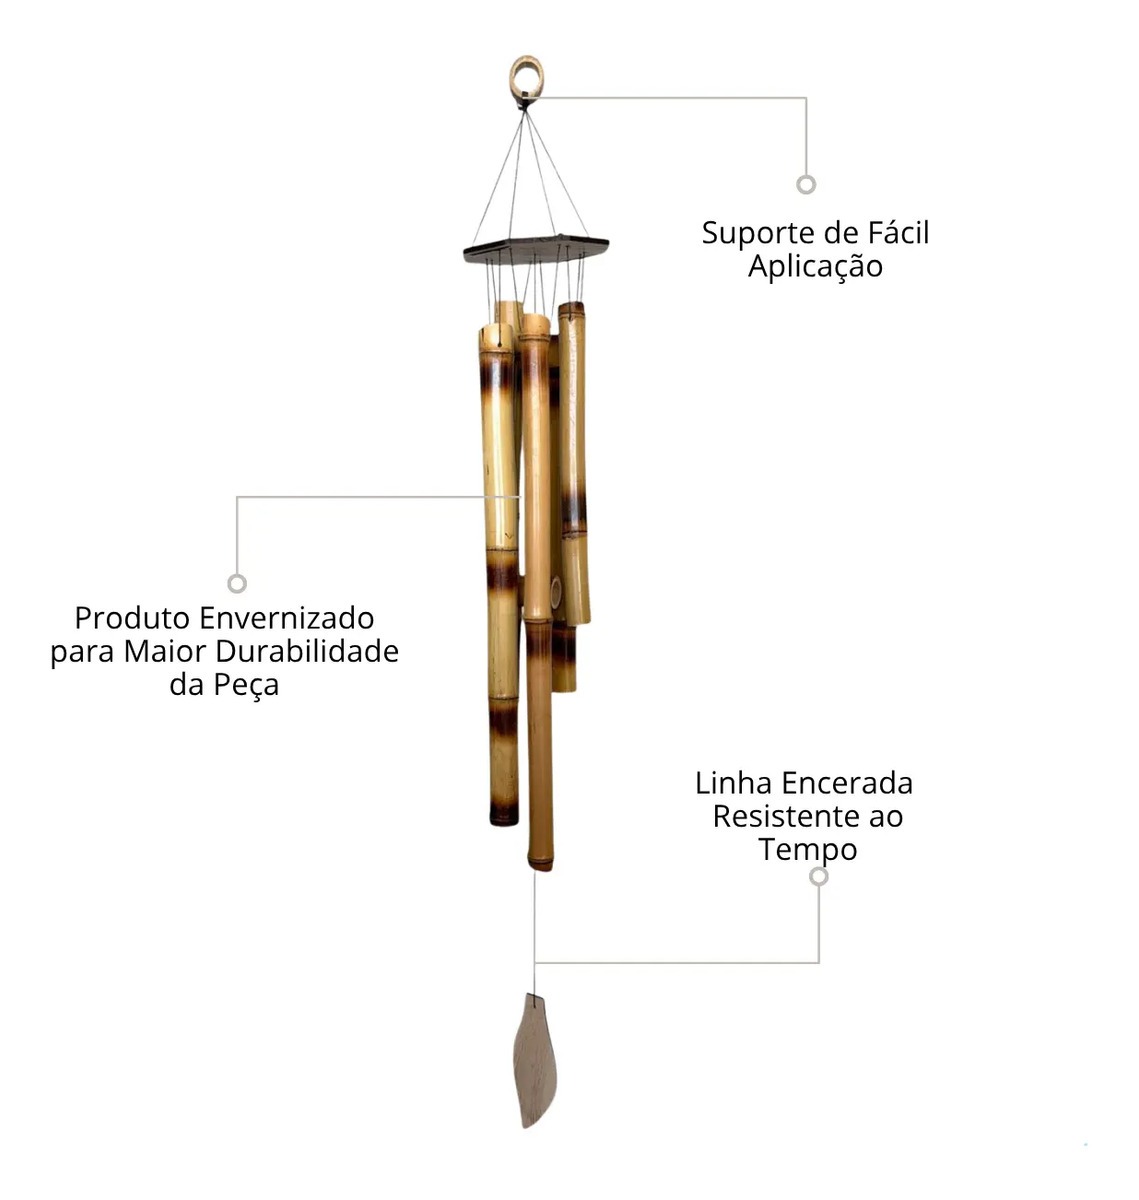 Suporte de Fácil
Aplicação
Produto Envernizado
para Maior Durabilidade
da Peça
Linha Encerada
Resistente ao
Tempo